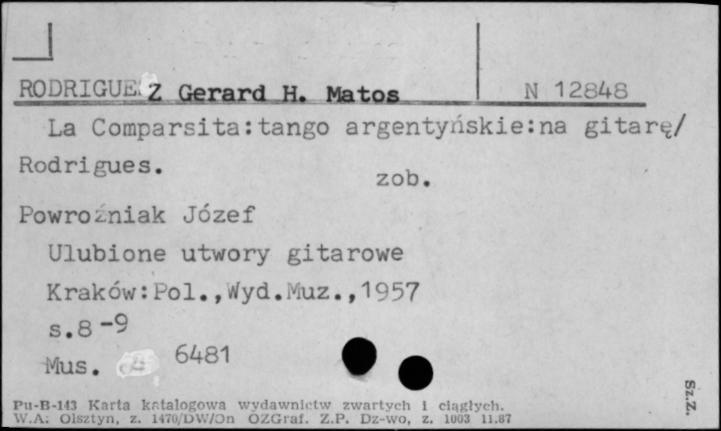 RODRIGUEZ Gerard H. Matos N 12848
La Comparsita:tango argentyńskie:na gitarę/
Rodrigues.
zob.
Powroźniak Józef
Ulubione utwory gitarowe
Kraków:Pol.,Wyd.Muz.,1957
s.8-9
Mus. 6481
Sz.Z.
Pu-B-143 Karta katalogowa wydawnictw zwartych i ciągłych.
W.A. Olsztyn, z. 1470/DW/On OZGraf. Z.P. Dz-wo, z. 1003 11.87